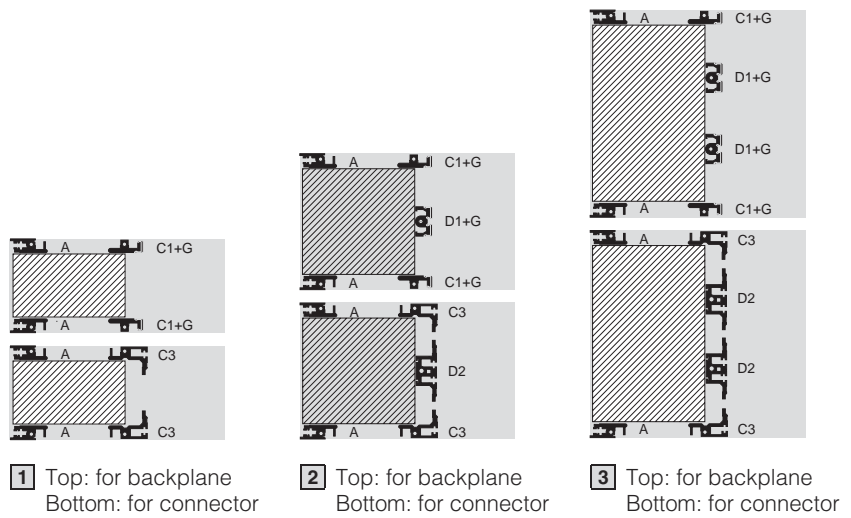 A C1+G
A C1+G
A C3
A C3
1 Top: for backplane
Bottom: for connector
A C1+G
D1+G
A C1+G
A C3
D2
A C3
2 Top: for backplane
Bottom: for connector
A C1+G
D1+G
D1+G
A C1+G
A C3
D2
D2
A C3
3 Top: for backplane
Bottom: for connector